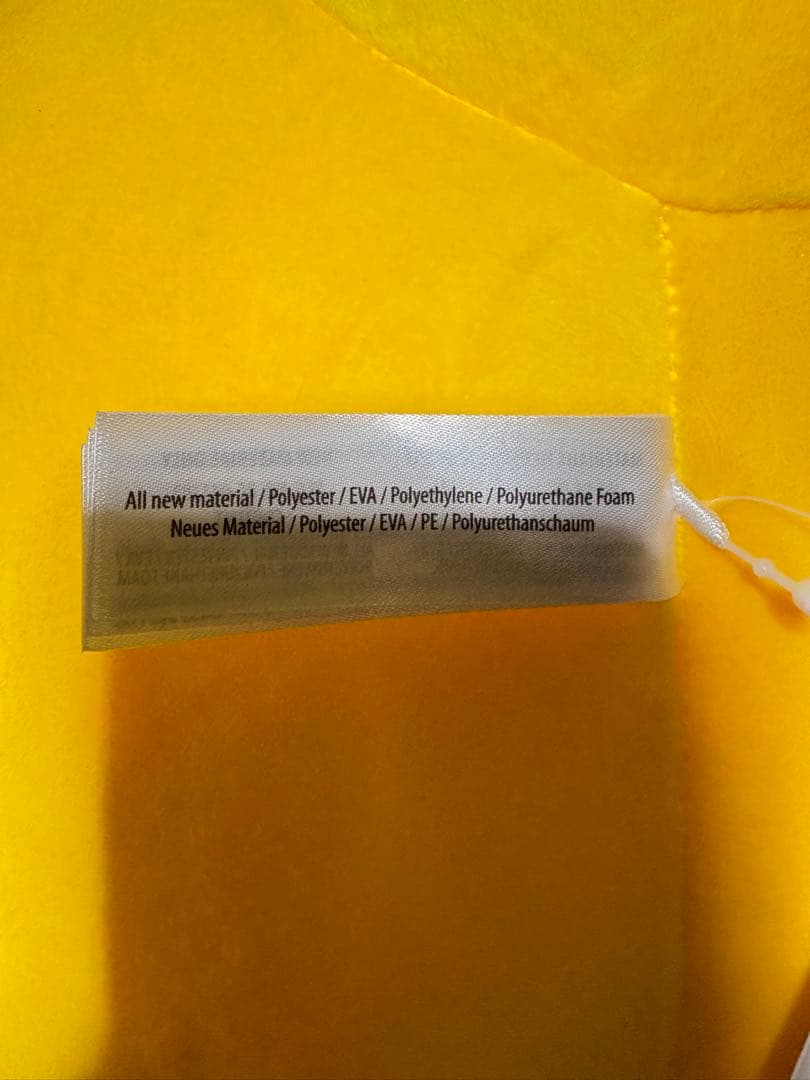 All new material / Polyester / EVA / Polyethylene / Polyurethane Foam
Neues Material / Polyester / EVA / PE / Polyurethanschaum